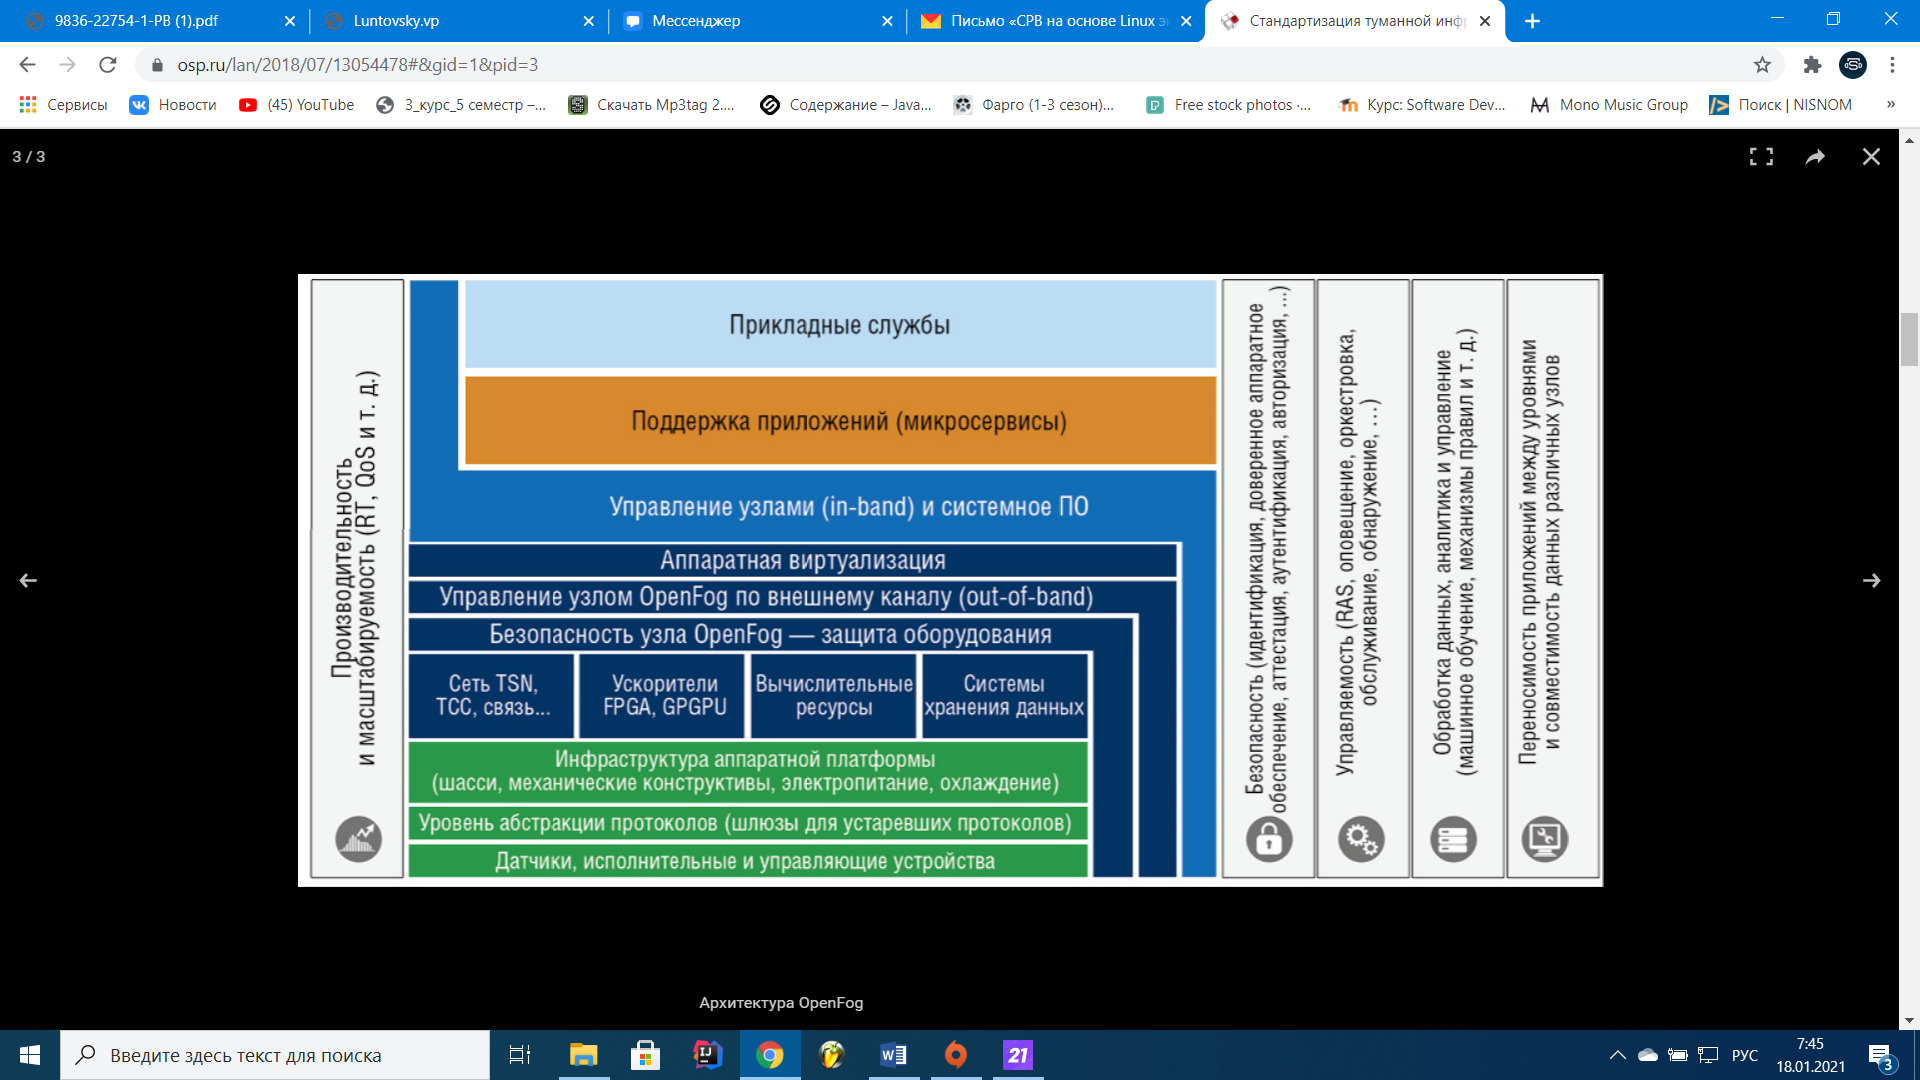 9836-22754-1-PB (1).pdf
Luntovsky.vp
Мессенджер
Письмо «СРВ на основе Linux эк
Стандартизация туманной инфр
osp.ru/lan/2018/07/13054478#&gid=1&pid=3
Сервисы
Новости
(45) YouTube
3_курс_5 семестр –...
Скачать Mp3tag 2....
Содержание – Java...
Фарго (1-3 сезон)...
Free stock photos ·...
Курс: Software Dev...
Mono Music Group
Поиск | NISNOM
»
3 / 3
Производительность
и масштабируемость (RT, QoS и т. д.)
Прикладные службы
Поддержка приложений (микросервисы)
Управление узлами (in-band) и системное ПО
Аппаратная виртуализация
Управление узлом OpenFog по внешнему каналу (out-of-band)
Безопасность узла OpenFog — защита оборудования
Сеть TSN,
TCC, связь...
Ускорители
FPGA, GPGPU
Вычислительные
ресурсы
Системы
хранения данных
Инфраструктура аппаратной платформы
(шасси, механические конструктивы, электропитание, охлаждение)
Уровень абстракции протоколов (шлюзы для устаревших протоколов)
Датчики, исполнительные и управляющие устройства
Безопасность (идентификация, доверенное аппаратное
обеспечение, аттестация, аутентификация, авторизация, ...)
Управляемость (RAS, оповещение, оркестровка,
обслуживание, обнаружение, ...)
Обработка данных, аналитика и управление
(машинное обучение, механизмы правил и т. д.)
Переносимость приложений между уровнями
и совместимость данных различных узлов
Архитектура OpenFog
Введите здесь текст для поиска
IJ
21
РУС
7:45
18.01.2021
3